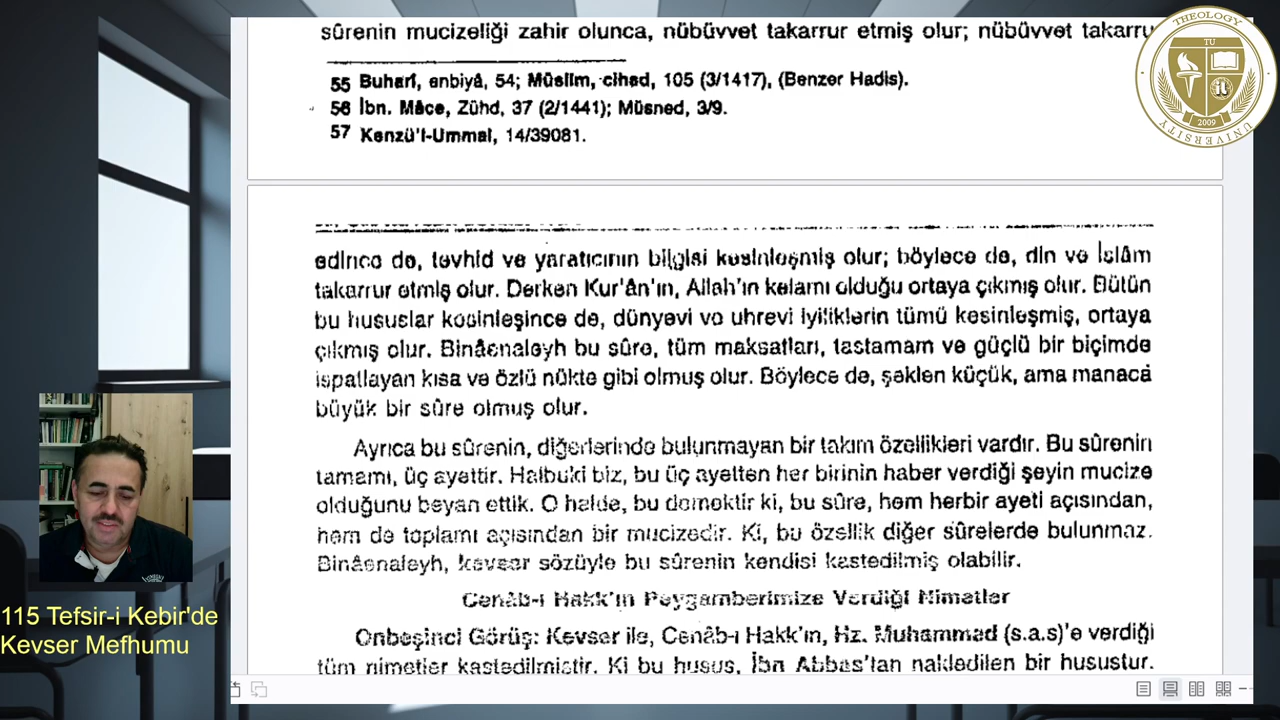 sûrenin mucizeliği zahir olunca, nübüvvet takarrur etmiş olur; nübüvvet takarru
55 Buharî, enbiyâ, 54; Müslim, cihad, 105 (3/1417), (Benzer Hadis).
56 İbn. Mâce, Zühd, 37 (2/1441); Müsned, 3/9.
57 Kenzü'l-Ummal, 14/39081.
edince de, tevhid ve yaratıcının bilgisi kesinleşmiş olur; böylece de, din ve İslâm
takarrur etmiş olur. Derken Kur'ân'ın, Allah'ın kelamı olduğu ortaya çıkmış olur. Bütün
bu hususlar kesinleşince de, dünyevi ve uhrevi iyiliklerin tümü kesinleşmiş, ortaya
çıkmış olur. Binâenaleyh bu sûre, tüm maksatları, tastamam ve güçlü bir biçimde
ispatlayan kısa ve özlü nükte gibi olmuş olur. Böylece de, şeklen küçük, ama manaca
büyük bir sûre olmuş olur.
Ayrıca bu sûrenin, diğerlerinde bulunmayan bir takım özellikleri vardır. Bu sûrenin
tamamı, üç ayettir. Halbuki biz, bu üç ayetten her birinin haber verdiği şeyin mucize
olduğunu beyan ettik. O halde, bu demektir ki, bu sûre, hem herbir ayeti açısından,
hem de toplamı açısından bir mucizedir. Ki, bu özellik diğer sûrelerde bulunmaz.
Binâenaleyh, kevser sözüyle bu sûrenin kendisi kastedilmiş olabilir.
Cenâb-ı Hakk'ın Peygamberimize Verdiği Nimetler
Onbeşinci Görüş: Kevser ile, Cenâb-ı Hakk'ın, Hz. Muhammed (s.a.s)'e verdiği
tüm nimetler kastedilmiştir. Ki bu husus, İbn Abbas'tan nakledilen bir husustur.
115 Tefsir-i Kebir'de
Kevser Mefhumu
THEOLOGY
TU
2009
UNIVERSITY